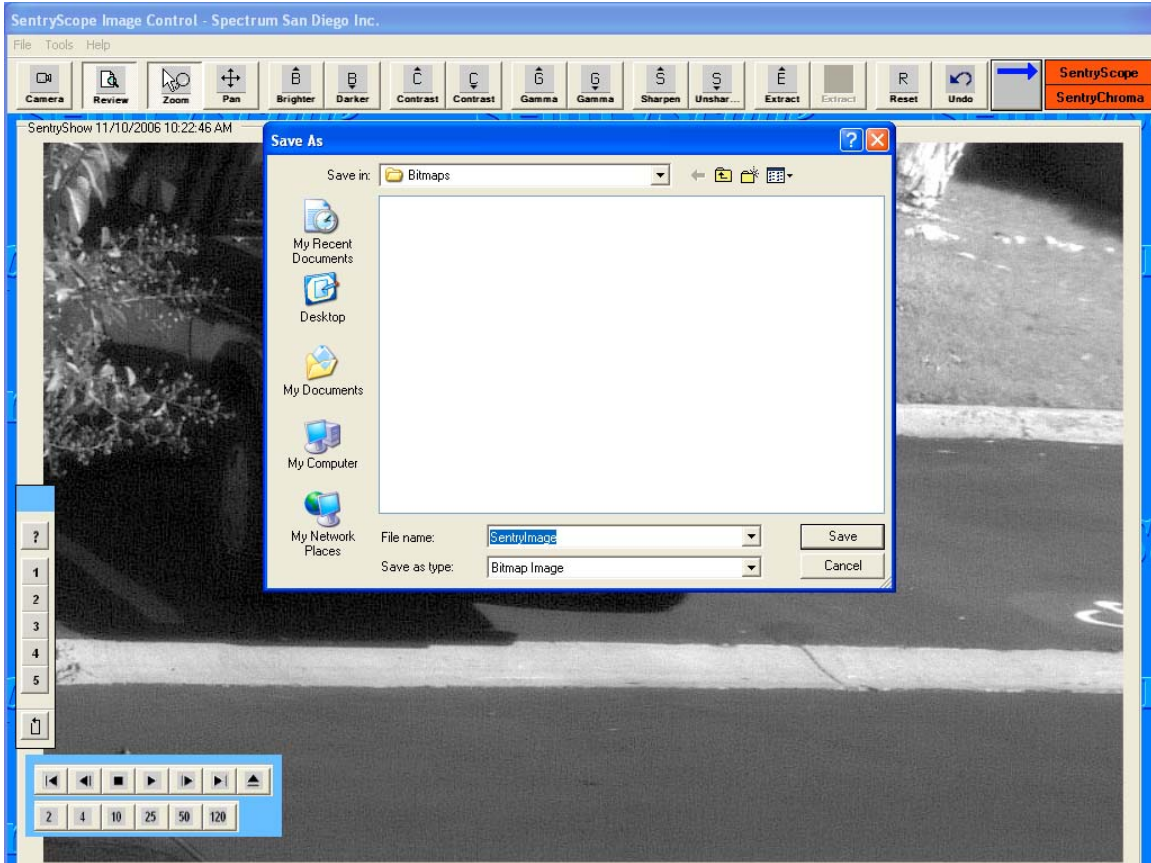 SentryScope Image Control - Spectrum San Diego Inc.
File Tools Help
Camera Review Zoom Pan Brighter Darker Contrast Contrast Gamma Gamma Sharpen Unshar... Extract Extract Reset Undo
SentryScope
SentryChroma
SentryShow 11/10/2006 10:22:46 AM
Save As
Save in: Bitmaps
My Recent Documents
Desktop
My Documents
My Computer
My Network Places
File name: SentryImage Save
Save as type: Bitmap Image Cancel
?
1
2
3
4
5
2 4 10 25 50 120